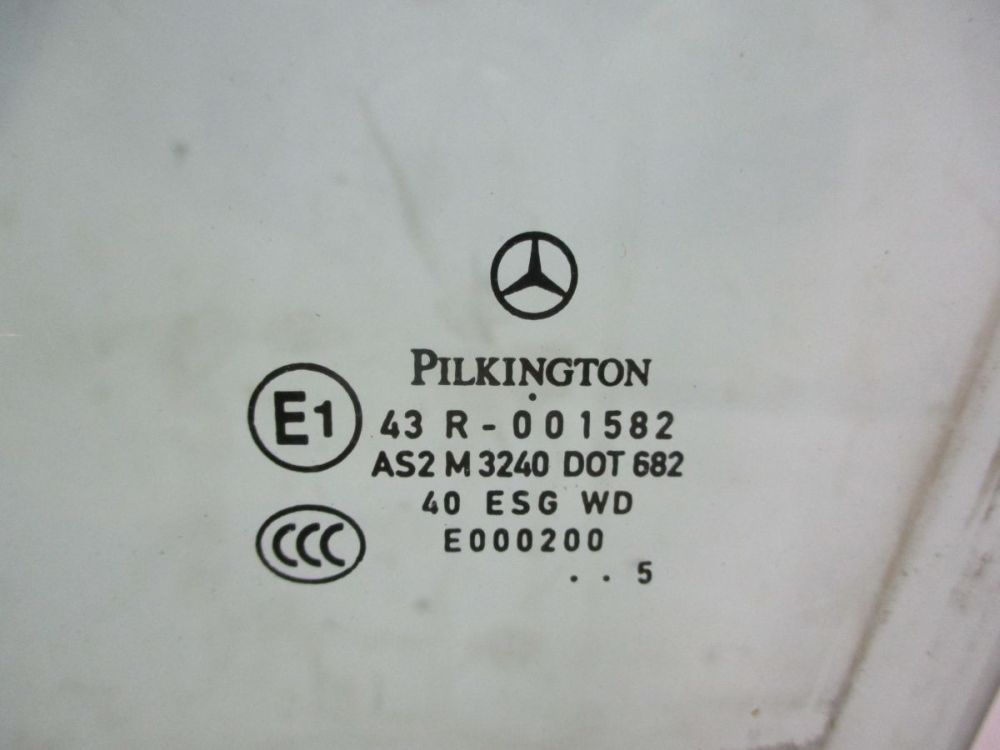 PILKINGTON
E1
43 R - 001582
AS2 M 3240 DOT 682
40 ESG WD
CCC
E000200
. . 5